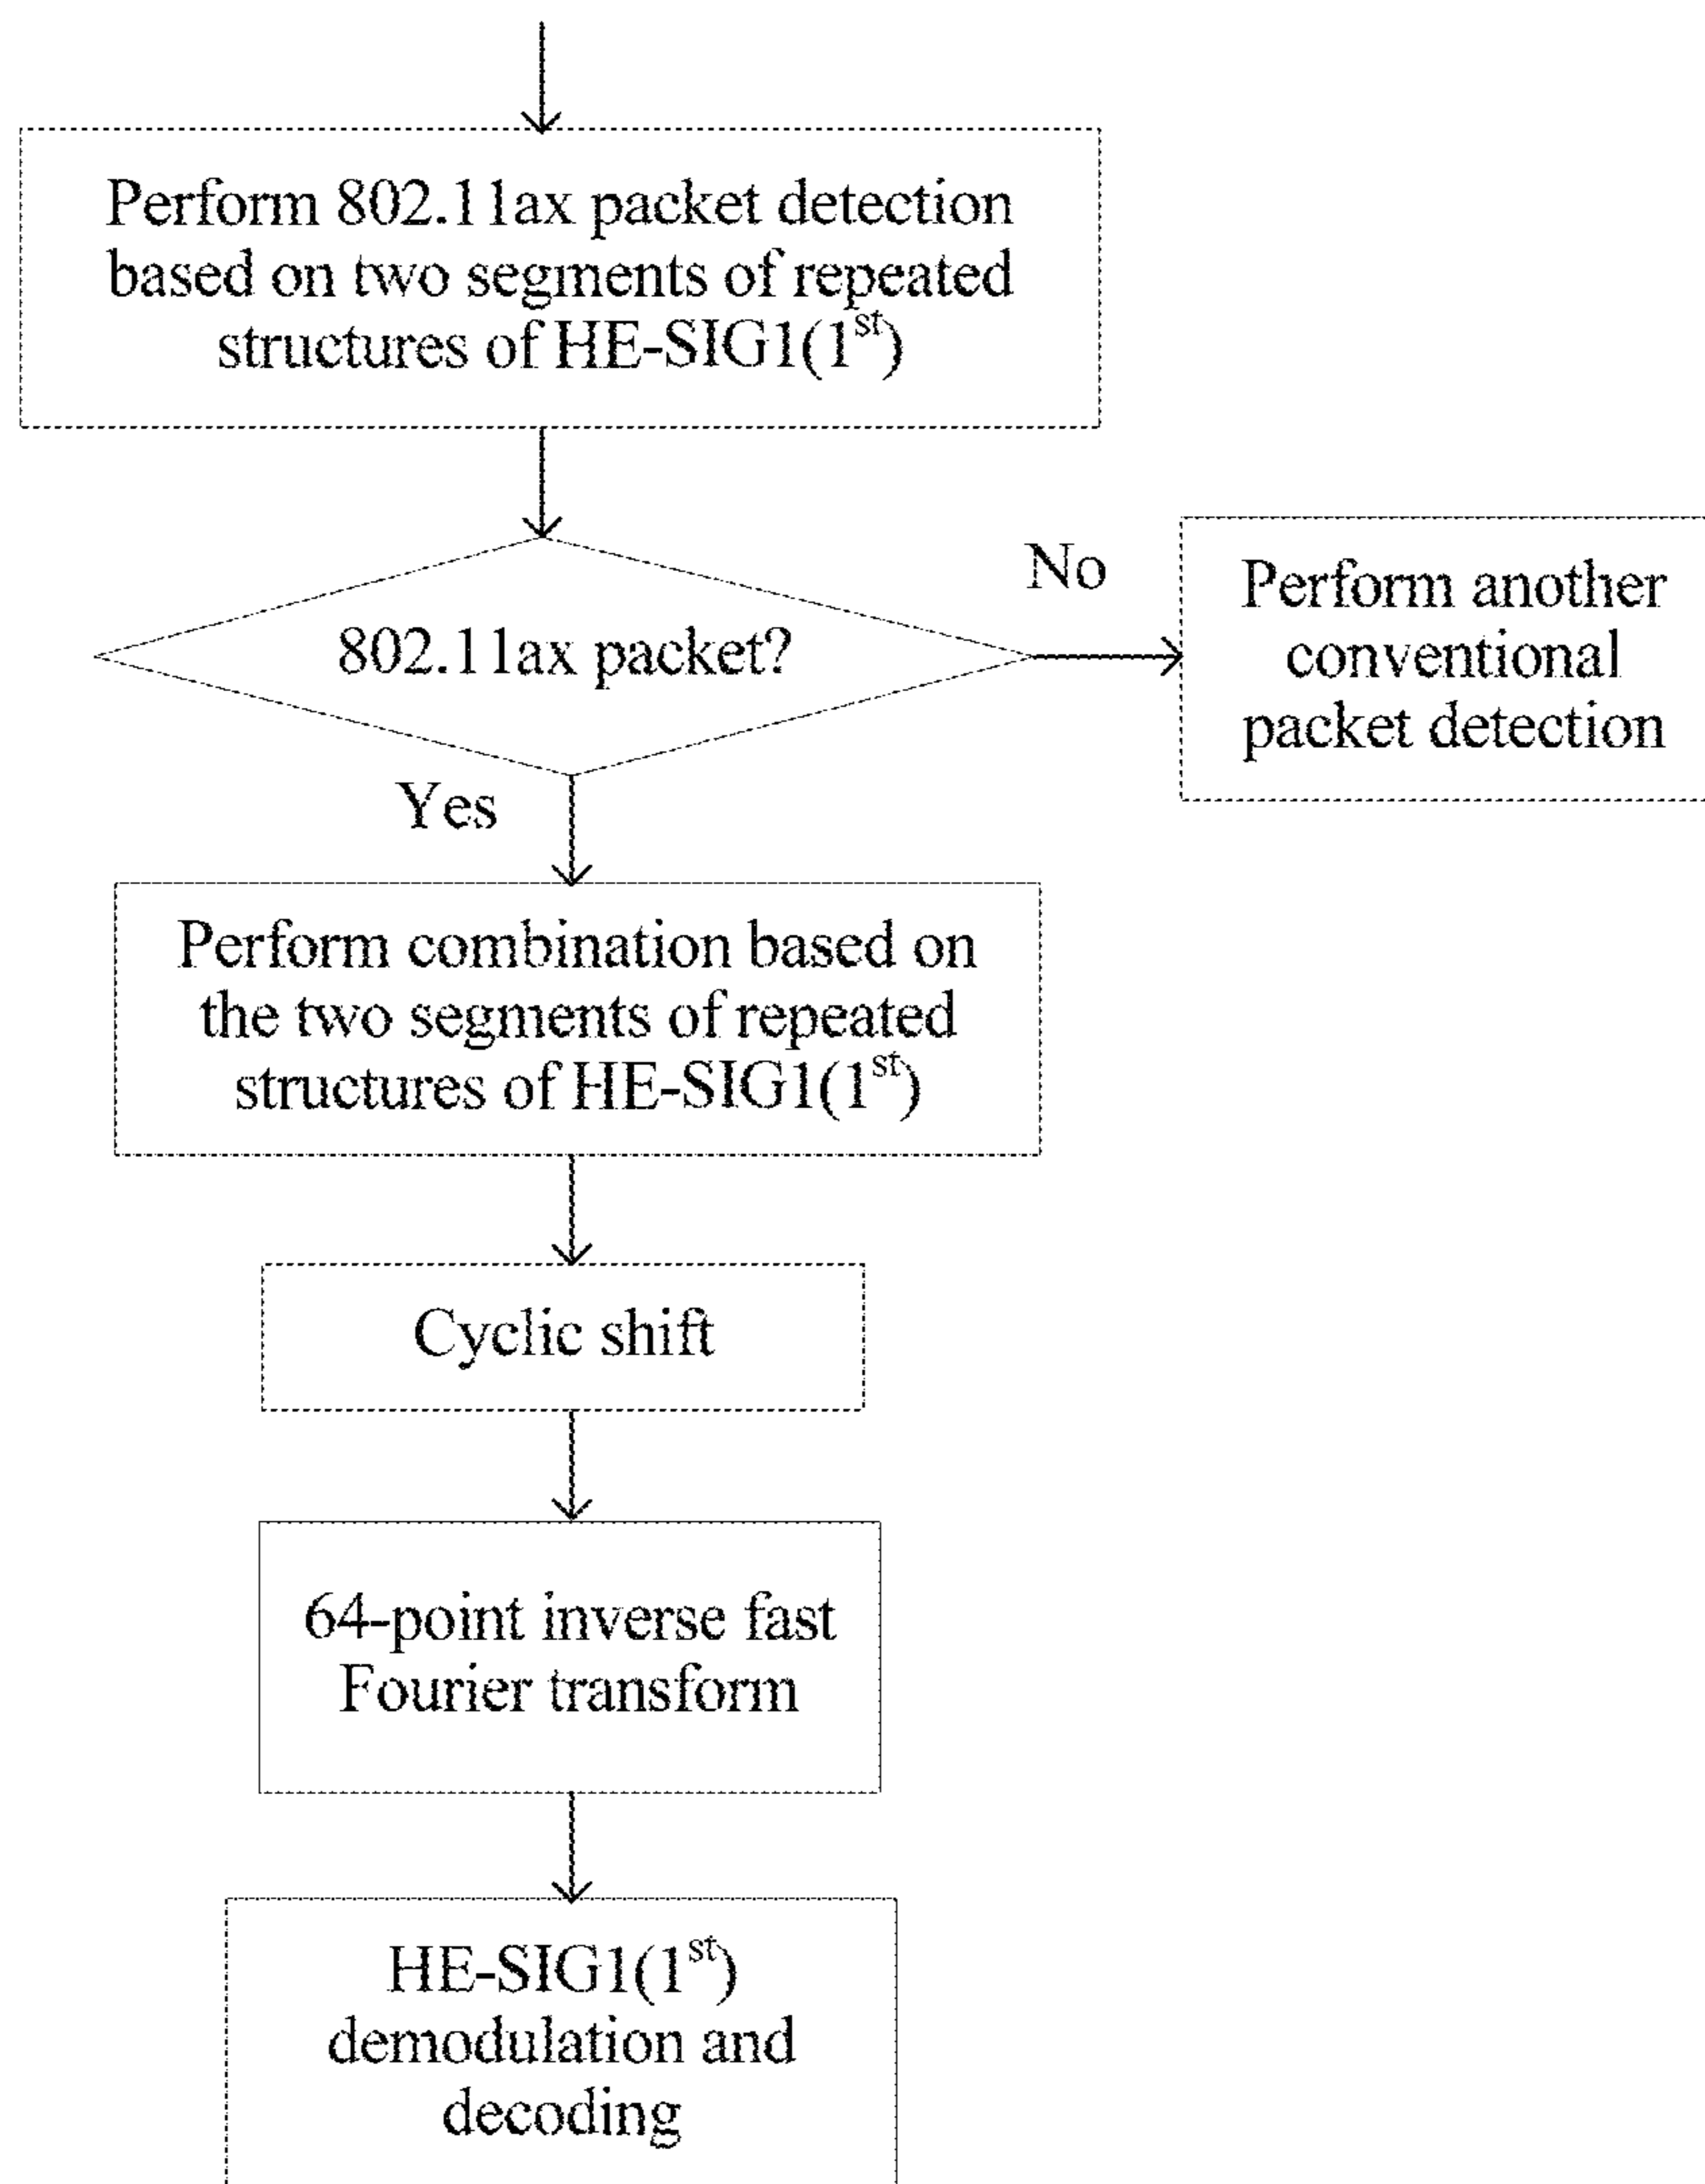 Perform 802.11ax packet detection
based on two segments of repeated
structures of HE-SIG1(1st)
802.11ax packet?
No
Perform another
conventional
packet detection
Yes
Perform combination based on
the two segments of repeated
structures of HE-SIG1(1st)
Cyclic shift
64-point inverse fast
Fourier transform
HE-SIG1(1st)
demodulation and
decoding